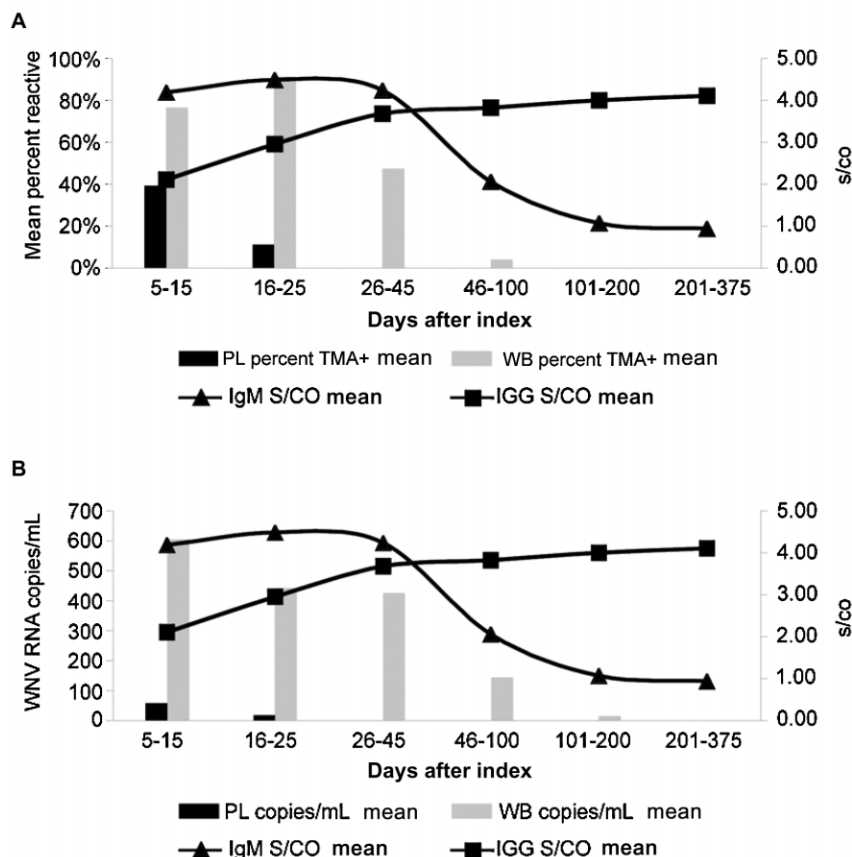 A
Mean percent reactive
100%
80%
60%
40%
20%
0%
5.00
4.00
3.00
2.00
1.00
0.00
s/co
5-15 16-25 26-45 46-100 101-200 201-375
Days after index
PL percent TMA+ mean WB percent TMA+ mean
IgM S/CO mean IGG S/CO mean
B
WNV RNA copies/mL
700
600
500
400
300
200
100
0
5.00
4.00
3.00
2.00
1.00
0.00
s/co
5-15 16-25 26-45 46-100 101-200 201-375
Days after index
PL copies/mL mean WB copies/mL mean
IgM S/CO mean IGG S/CO mean